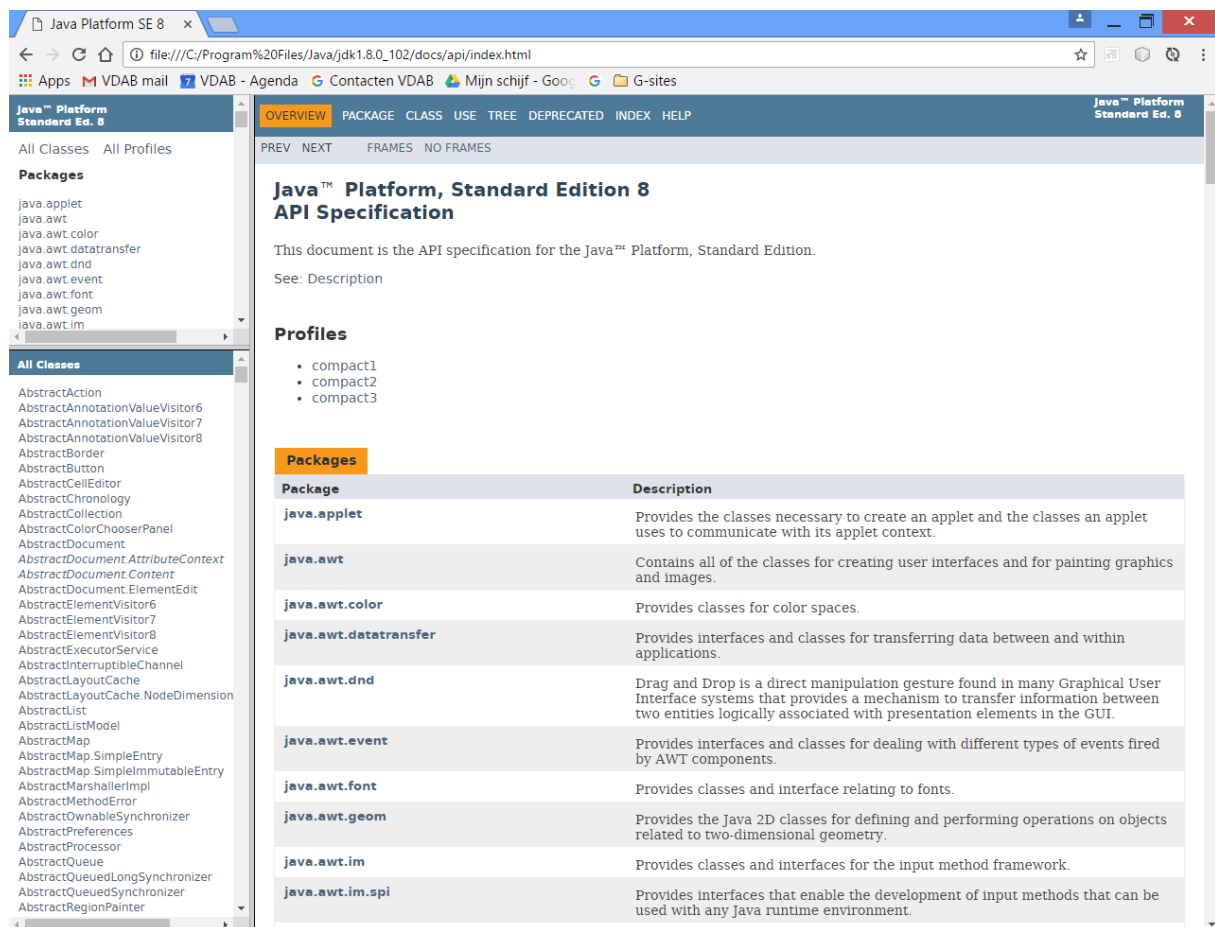 Java Platform SE 8
file:///C:/Program%20Files/Java/jdk1.8.0_102/docs/api/index.html
Apps VDAB mail 7 VDAB - Agenda Contacten VDAB Mijn schijf - Goog G-sites
Java™ Platform
Standard Ed. 8
All Classes All Profiles
Packages
java.applet
java.awt
java.awt.color
java.awt.datatransfer
java.awt.dnd
java.awt.event
java.awt.font
java.awt.geom
java.awt.im
All Classes
AbstractAction
AbstractAnnotationValueVisitor6
AbstractAnnotationValueVisitor7
AbstractAnnotationValueVisitor8
AbstractBorder
AbstractButton
AbstractCellEditor
AbstractChronology
AbstractCollection
AbstractColorChooserPanel
AbstractDocument
AbstractDocument.AttributeContext
AbstractDocument.Content
AbstractDocument.ElementEdit
AbstractElementVisitor6
AbstractElementVisitor7
AbstractElementVisitor8
AbstractExecutorService
AbstractInterruptibleChannel
AbstractLayoutCache
AbstractLayoutCache.NodeDimension
AbstractList
AbstractListModel
AbstractMap
AbstractMap.SimpleEntry
AbstractMap.SimpleImmutableEntry
AbstractMarshallerImpl
AbstractMethodError
AbstractOwnableSynchronizer
AbstractPreferences
AbstractProcessor
AbstractQueue
AbstractQueuedLongSynchronizer
AbstractQueuedSynchronizer
AbstractRegionPainter
OVERVIEW PACKAGE CLASS USE TREE DEPRECATED INDEX HELP
Java™ Platform
Standard Ed. 8
PREV NEXT FRAMES NO FRAMES
Java™ Platform, Standard Edition 8
API Specification
This document is the API specification for the Java™ Platform, Standard Edition.
See: Description
Profiles
• compact1
• compact2
• compact3
Packages
Package Description
java.applet Provides the classes necessary to create an applet and the classes an applet
uses to communicate with its applet context.
java.awt Contains all of the classes for creating user interfaces and for painting graphics
and images.
java.awt.color Provides classes for color spaces.
java.awt.datatransfer Provides interfaces and classes for transferring data between and within
applications.
java.awt.dnd Drag and Drop is a direct manipulation gesture found in many Graphical User
Interface systems that provides a mechanism to transfer information between
two entities logically associated with presentation elements in the GUI.
java.awt.event Provides interfaces and classes for dealing with different types of events fired
by AWT components.
java.awt.font Provides classes and interface relating to fonts.
java.awt.geom Provides the Java 2D classes for defining and performing operations on objects
related to two-dimensional geometry.
java.awt.im Provides classes and interfaces for the input method framework.
java.awt.im.spi Provides interfaces that enable the development of input methods that can be
used with any Java runtime environment.